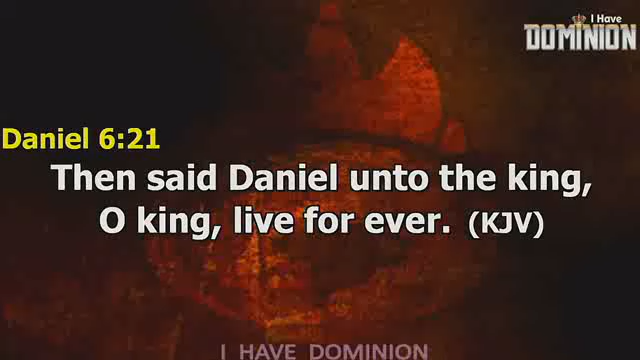 I Have
DOMINION
Daniel 6:21
Then said Daniel unto the king,
O king, live for ever. (KJV)
I HAVE DOMINION